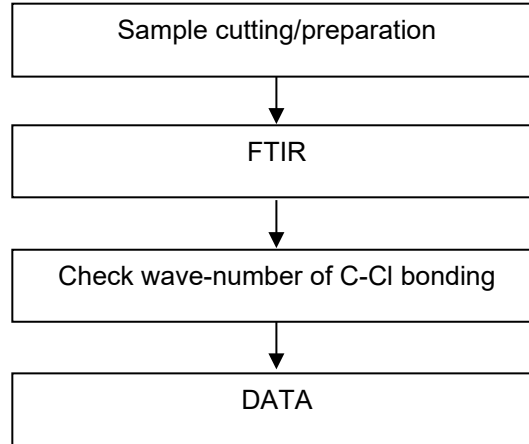 Sample cutting/preparation
FTIR
Check wave-number of C-Cl bonding
DATA